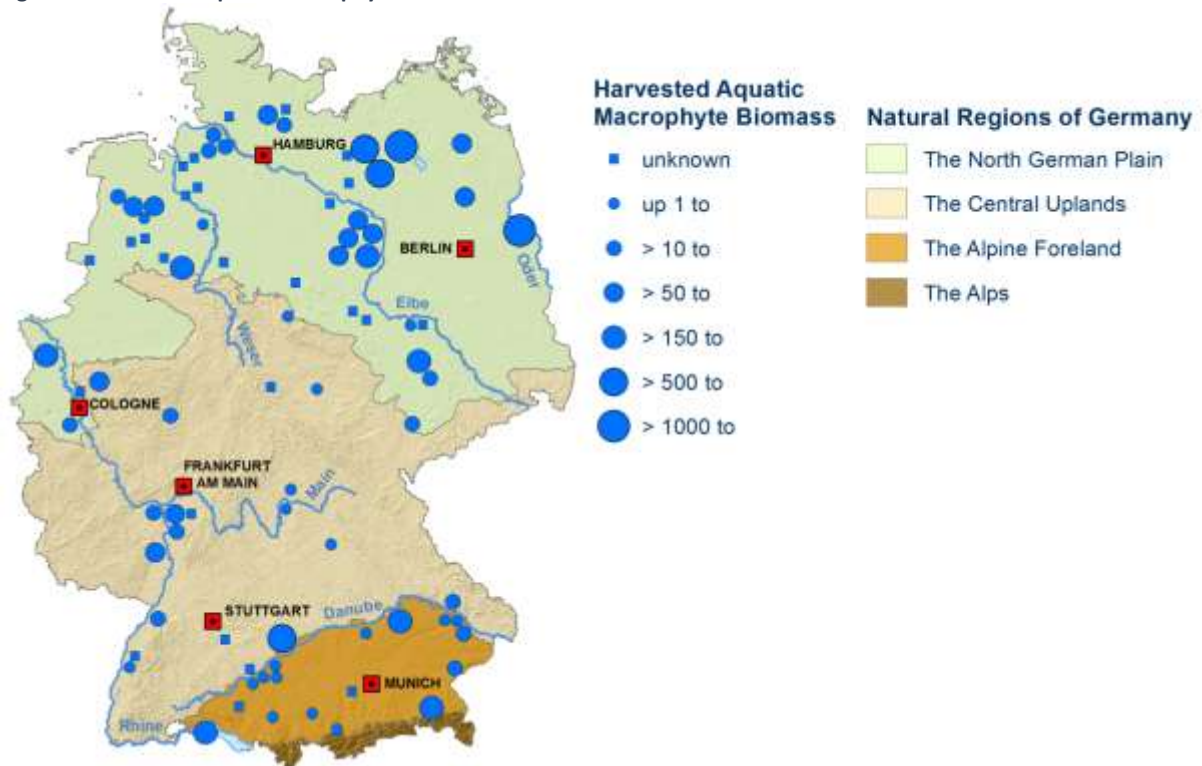 Harvested Aquatic
Macrophyte Biomass
unknown
up 1 to
> 10 to
> 50 to
> 150 to
> 500 to
> 1000 to
Natural Regions of Germany
The North German Plain
The Central Uplands
The Alpine Foreland
The Alps
HAMBURG
BERLIN
Oder
Elbe
Weser
COLOGNE
FRANKFURT
AM MAIN
Main
STUTTGART
Danube
MUNICH
Rhine